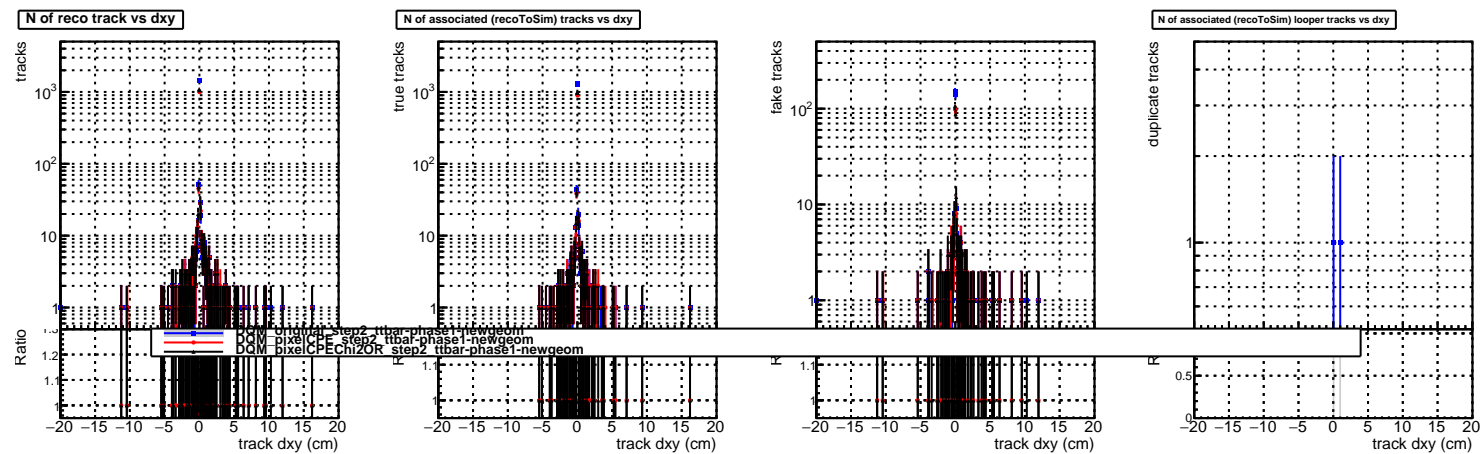 N of reco track vs dxy
N of associated (recoToSim) tracks vs dxy
N of associated (recoToSim) looper tracks vs dxy
tracks
10³
10²
10
1
true tracks
10³
10²
10
1
fake tracks
10²
10
1
duplicate tracks
1
DQM_original_step2_ttbar-phase1-newgeom
DQM_pixelCPE_step2_ttbar-phase1-newgeom
DQM_pixelCPEChi2OR_step2_ttbar-phase1-newgeom
Ratio
1.2
1.1
1
1.1
1
1.1
1
0.5
0
−20 −15 −10 −5 0 5 10 15 20
track dxy (cm)
−20 −15 −10 −5 0 5 10 15 20
track dxy (cm)
−20 −15 −10 −5 0 5 10 15 20
track dxy (cm)
−20 −15 −10 −5 0 5 10 15 20
track dxy (cm)